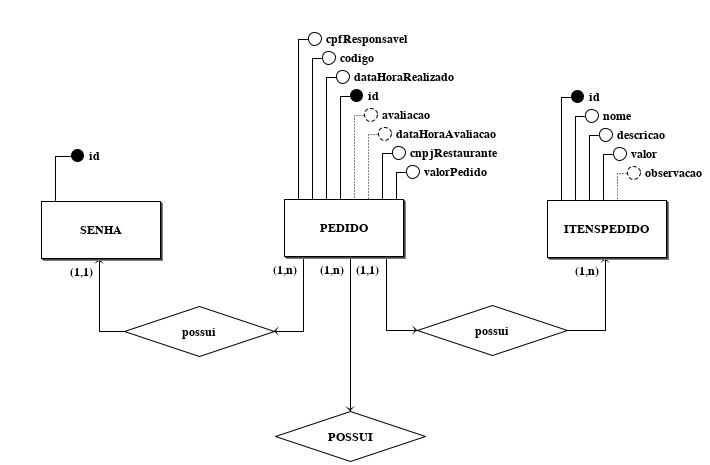 cpfResponsavel
codigo
dataHoraRealizado
id
avaliacao
dataHoraAvaliacao
cnpjRestaurante
valorPedido
id
nome
descricao
valor
observacao
id
SENHA
PEDIDO
ITENSPEDIDO
(1,1)
(1,n)
(1,n)
(1,1)
(1,n)
possui
possui
POSSUI